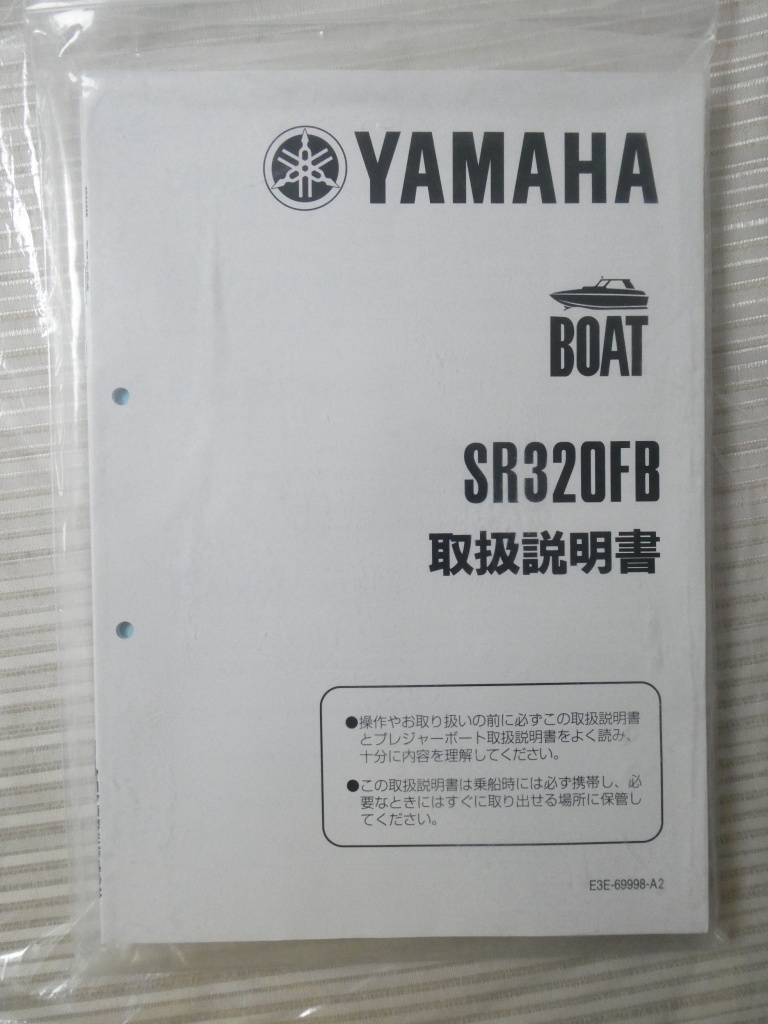 YAMAHA
BOAT
SR320FB
取扱説明書
●操作やお取り扱いの前に必ずこの取扱説明書
とプレジャーボート取扱説明書をよく読み、
十分に内容を理解してください。
●この取扱説明書は乗船時には必ず携帯し、必
要なときにはすぐに取り出せる場所に保管し
てください。
E3E-69998-A2